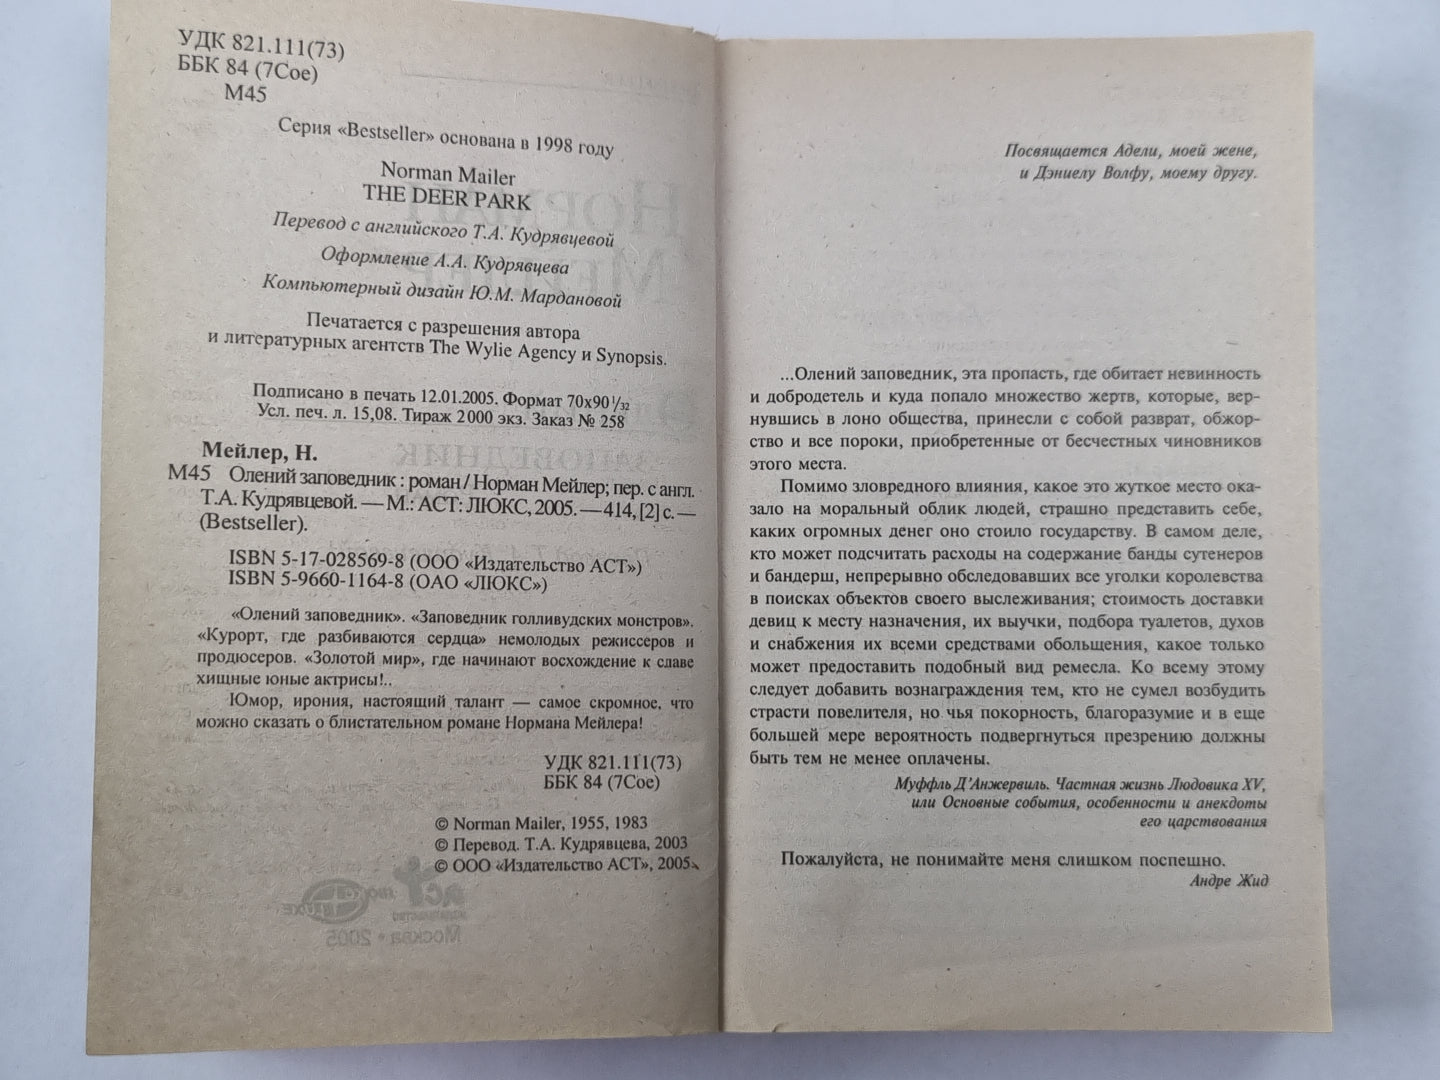 УДК 821.111(73)
ББК 84 (7Сое)
М45
Серия «Bestseller» основана в 1998 году
Norman Mailer
THE DEER PARK
Перевод с английского Т.А. Кудрявцевой
Оформление А.А. Кудрявцева
Компьютерный дизайн Ю.М. Мардановой
Печатается с разрешения автора
и литературных агентств The Wylie Agency и Synopsis.
Подписано в печать 12.01.2005. Формат 70x90 1/32
Усл. печ. л. 15,08. Тираж 2 000 экз. Заказ № 258
Мейлер, Н.
М45 Олений заповедник : роман / Норман Мейлер; пер. с англ.
Т.А. Кудрявцевой. — М.: АСТ: ЛЮКС, 2005. — 414, [2] с. —
(Bestseller).
ISBN 5-17-028569-8 (ООО «Издательство АСТ»)
ISBN 5-9660-1164-8 (ОАО «ЛЮКС»)
«Олений заповедник». «Заповедник голливудских монстров».
«Курорт, где разбиваются сердца» немолодых режиссеров и
продюсеров. «Золотой мир», где начинают восхождение к славе
хищные юные актрисы!..
Юмор, ирония, настоящий талант — самое скромное, что
можно сказать о блистательном романе Нормана Мейлера!
УДК 821.111(73)
ББК 84 (7Сое)
© Norman Mailer, 1955, 1983
© Перевод. Т.А. Кудрявцева, 2003
© ООО «Издательство АСТ», 2005
Посвящается Адели, моей жене,
и Дэниелу Волфу, моему другу.
...Олений заповедник, эта пропасть, где обитает невинность
и добродетель и куда попало множество жертв, которые, вер-
нувшись в лоно общества, принесли с собой разврат, обжор-
ство и все пороки, приобретенные от бесчестных чиновников
этого места.
Помимо зловредного влияния, какое это жуткое место ока-
зало на моральный облик людей, страшно представить себе,
каких огромных денег оно стоило государству. В самом деле,
кто может подсчитать расходы на содержание банды сутенеров
и бандерш, непрерывно обследовавших все уголки королевства
в поисках объектов своего выслеживания; стоимость доставки
девиц к месту назначения, их выучки, подбора туалетов, духов
и снабжения их всеми средствами обольщения, какое только
может предоставить подобный вид ремесла. Ко всему этому
следует добавить вознаграждения тем, кто не сумел возбудить
страсти повелителя, но чья покорность, благоразумие и в еще
большей мере вероятность подвергнуться презрению должны
быть тем не менее оплачены.
Муффль Д'Анжервиль. Частная жизнь Людовика XV,
или Основные события, особенности и анекдоты
его царствования
Пожалуйста, не понимайте меня слишком поспешно.
Андре Жид